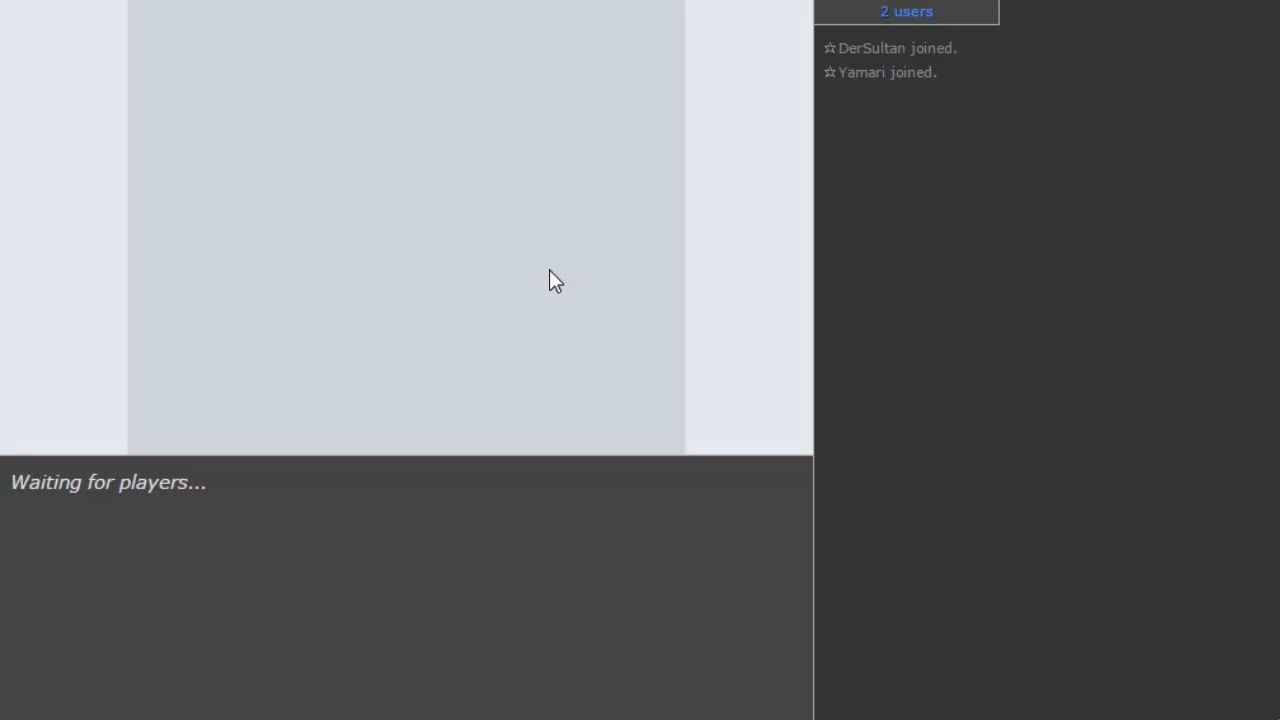 2 users
☆DerSultan joined.
☆Yamari joined.
Waiting for players...